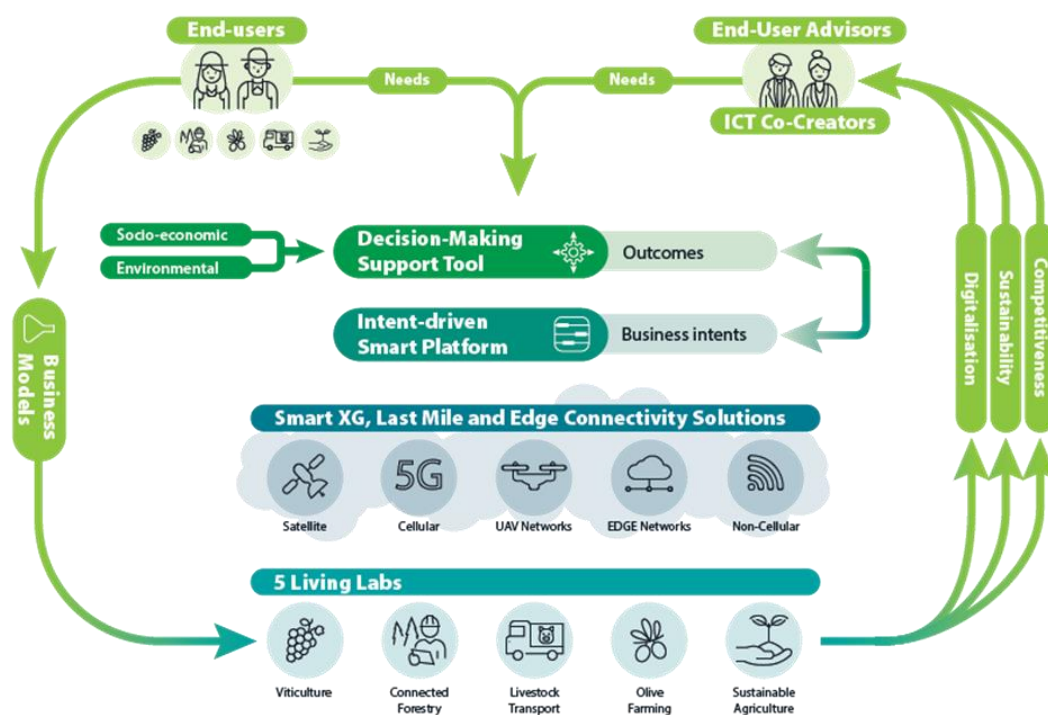 End-users
End-User Advisors
Needs
Needs
ICT Co-Creators
Socio-economic
Environmental
Decision-Making
Support Tool
Outcomes
Intent-driven
Smart Platform
Business intents
Business
Models
Digitalisation
Sustainability
Competitiveness
Smart XG, Last Mile and Edge Connectivity Solutions
5G
Satellite
Cellular
UAV Networks
EDGE Networks
Non-Cellular
5 Living Labs
Viticulture
Connected
Forestry
Livestock
Transport
Olive
Farming
Sustainable
Agriculture